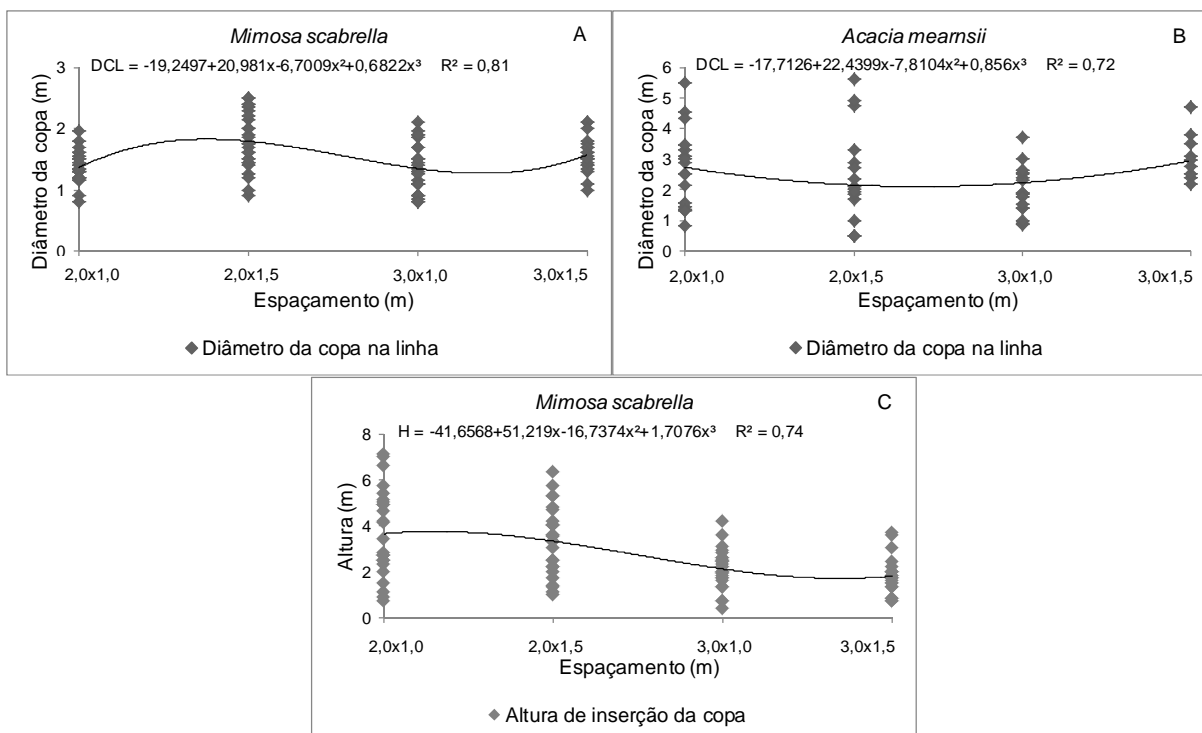 Mimosa scabrella
A
DCL = -19,2497+20,981x-6,7009x²+0,6822x³ R² = 0,81
Diâmetro da copa (m)
3
2
1
0
2,0x1,0 2,0x1,5 3,0x1,0 3,0x1,5
Espaçamento (m)
Diâmetro da copa na linha
Acacia mearnsii
B
DCL = -17,7126+22,4399x-7,8104x²+0,856x³ R² = 0,72
Diâmetro da copa (m)
6
5
4
3
2
1
0
2,0x1,0 2,0x1,5 3,0x1,0 3,0x1,5
Espaçamento (m)
Diâmetro da copa na linha
Mimosa scabrella
C
H = -41,6568+51,219x-16,7374x²+1,7076x³ R² = 0,74
Altura (m)
8
6
4
2
0
2,0x1,0 2,0x1,5 3,0x1,0 3,0x1,5
Espaçamento (m)
Altura de inserção da copa